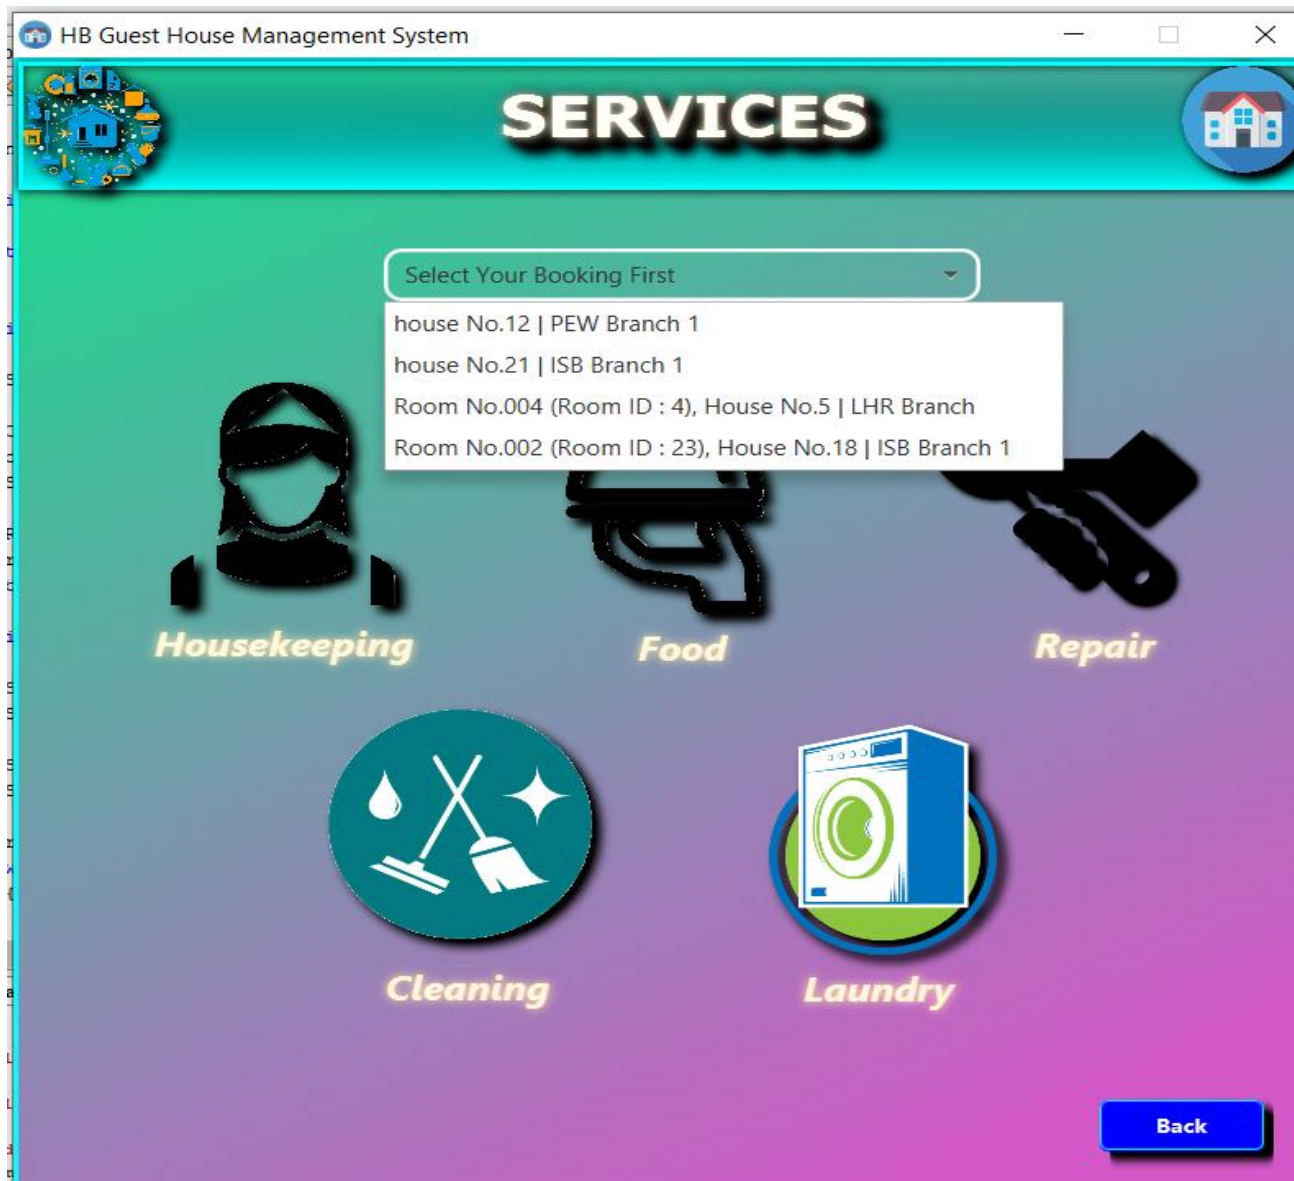 HB Guest House Management System
SERVICES
Select Your Booking First
house No.12 | PEW Branch 1
house No.21 | ISB Branch 1
Room No.004 (Room ID : 4), House No.5 | LHR Branch
Room No.002 (Room ID : 23), House No.18 | ISB Branch 1
Housekeeping
Food
Repair
Cleaning
Laundry
Back